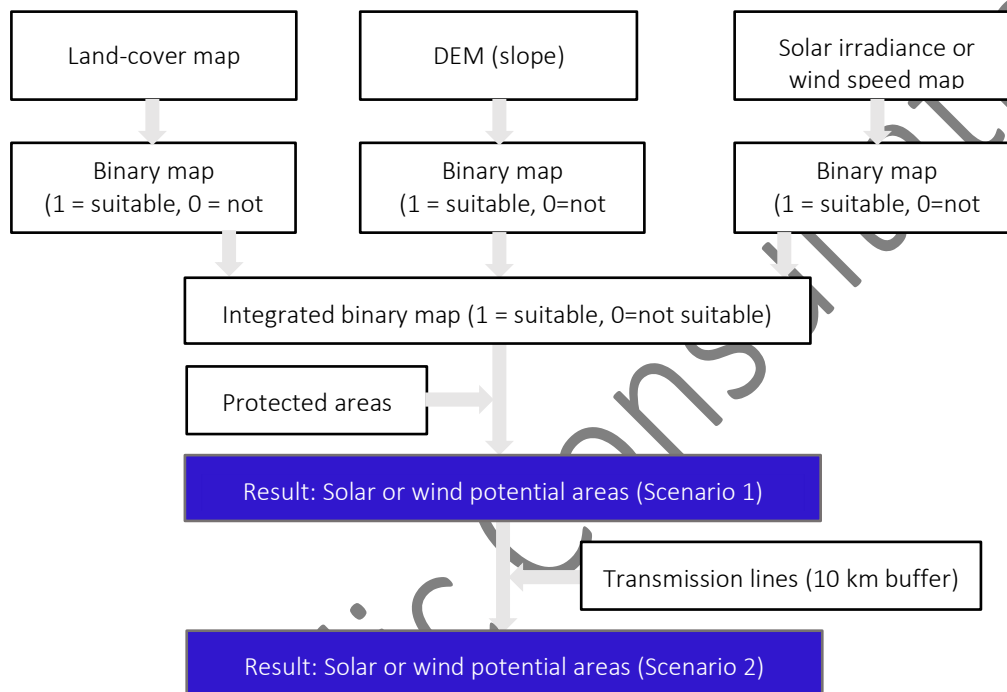 Land-cover map
DEM (slope)
Solar irradiance or
wind speed map
Binary map
(1 = suitable, 0 = not
Binary map
(1 = suitable, 0=not
Binary map
(1 = suitable, 0=not
Integrated binary map (1 = suitable, 0=not suitable)
Protected areas
Result: Solar or wind potential areas (Scenario 1)
Transmission lines (10 km buffer)
Result: Solar or wind potential areas (Scenario 2)